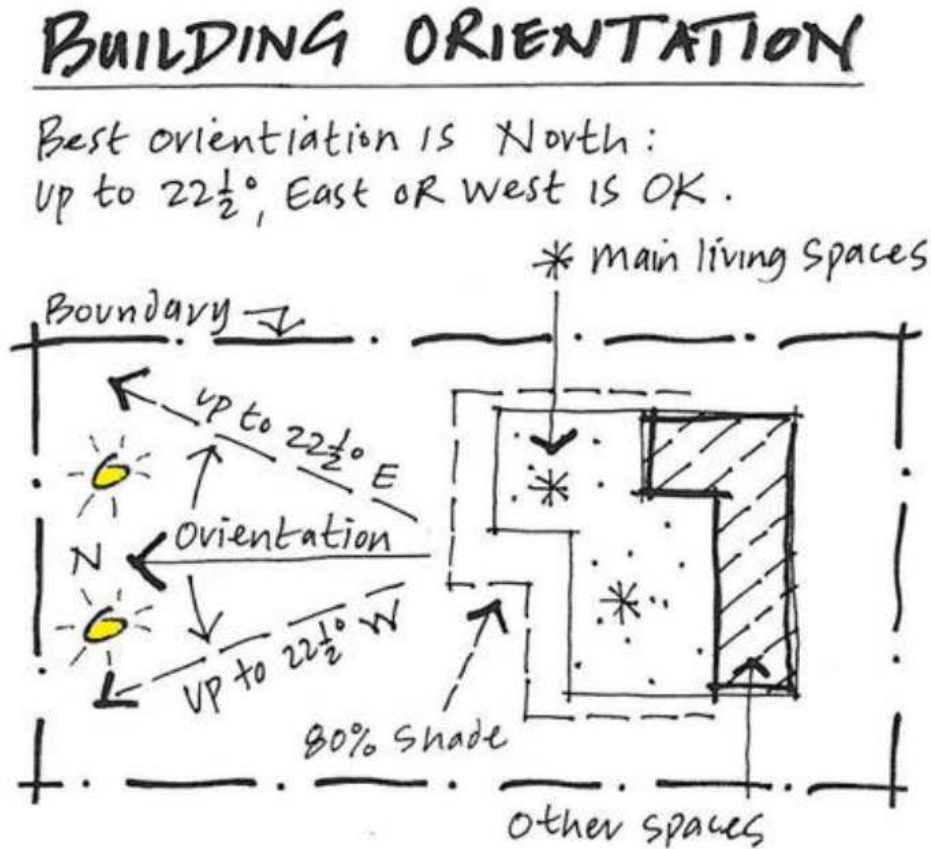 BUILDING ORIENTATION
Best orientiation is North:
up to 22½°, East OR West is OK.
* main living spaces
Boundary
up to 22½° E
Orientation
N
UP to 22½° W
80% Shade
Other spaces